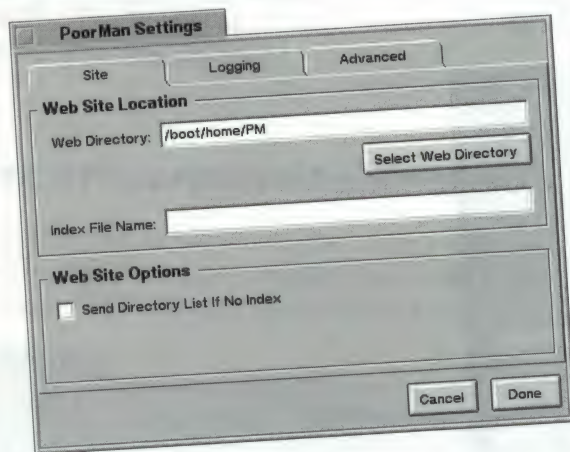 PoorMan Settings
Site
Logging
Advanced
Web Site Location
Web Directory: /boot/home/PM
Select Web Directory
Index File Name:
Web Site Options
Send Directory List If No Index
Cancel
Done